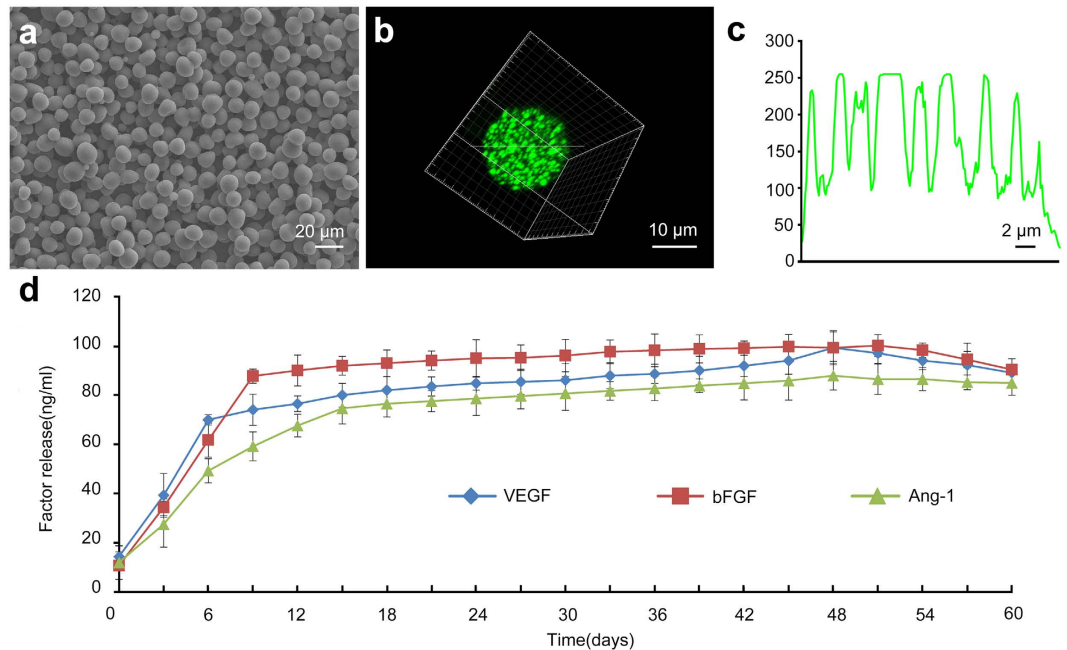 a
20 µm
b
10 µm
c
300
250
200
150
100
50
0
2 µm
d
Factor release(ng/ml)
120
100
80
60
40
20
0
VEGF
bFGF
Ang-1
0 6 12 18 24 30 36 42 48 54 60
Time(days)